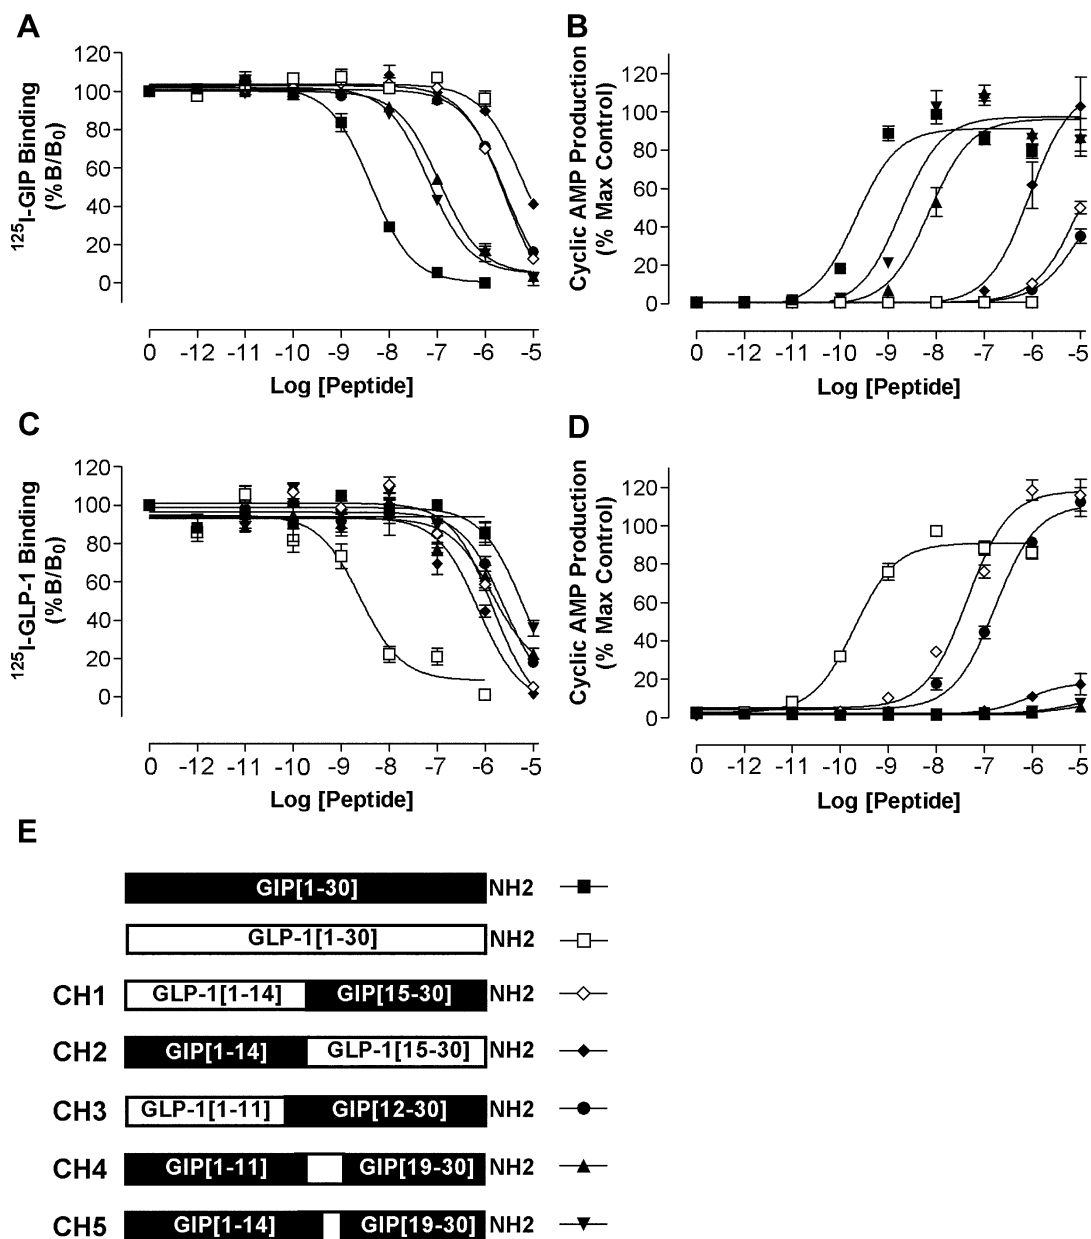 A
125I-GIP Binding
(%B/B0)
120
100
80
60
40
20
0
0 -12 -11 -10 -9 -8 -7 -6 -5
Log [Peptide]
B
Cyclic AMP Production
(% Max Control)
120
100
80
60
40
20
0
0 -12 -11 -10 -9 -8 -7 -6 -5
Log [Peptide]
C
125I-GLP-1 Binding
(%B/B0)
120
100
80
60
40
20
0
0 -12 -11 -10 -9 -8 -7 -6 -5
Log [Peptide]
D
Cyclic AMP Production
(% Max Control)
120
100
80
60
40
20
0
0 -12 -11 -10 -9 -8 -7 -6 -5
Log [Peptide]
E
GIP[1-30] NH2
GLP-1[1-30] NH2
CH1 GLP-1[1-14] GIP[15-30] NH2
CH2 GIP[1-14] GLP-1[15-30] NH2
CH3 GLP-1[1-11] GIP[12-30] NH2
CH4 GIP[1-11] GIP[19-30] NH2
CH5 GIP[1-14] GIP[19-30] NH2